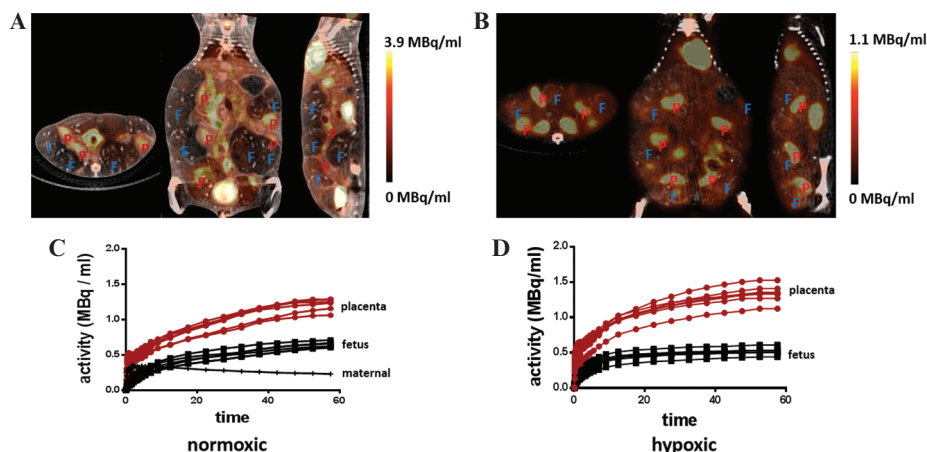 A
3.9 MBq/ml
0 MBq/ml
F
P
F
F
F
P
F
F
P
F
P
F
P
F
F
P
F
F
P
F
P
F
B
1.1 MBq/ml
0 MBq/ml
F
P
F
P
F
P
F
P
F
P
P
P
F
F
F
P
F
P
F
C
activity (MBq / ml)
2.0
1.5
1.0
0.5
0.0
0
20
40
60
placenta
fetus
maternal
time
normoxic
D
activity (MBq/ml)
2.0
1.5
1.0
0.5
0.0
0
20
40
60
placenta
fetus
time
hypoxic